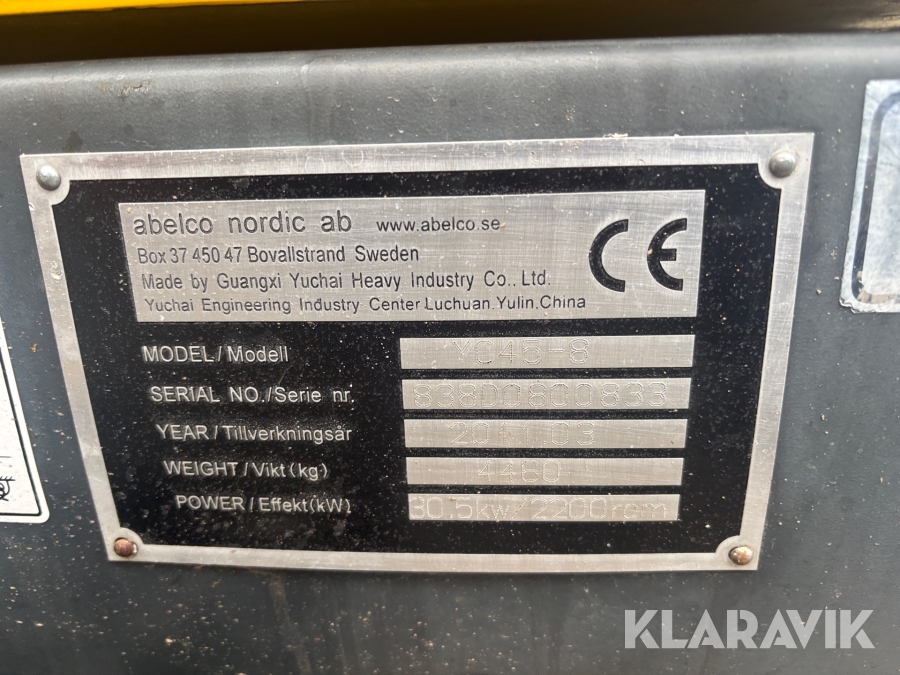 abelco nordic ab www.abelco.se
Box 37 450 47 Bovallstrand Sweden
Made by Guangxi Yuchai Heavy Industry Co., Ltd.
Yuchai Engineering Industry Center Luchuan.Yulin.China
CE
MODEL/Modell YC45-8
SERIAL NO./Serie nr.
YEAR/Tillverkningsår 2011.03
WEIGHT/Vikt(kg) 4460
POWER/Effekt(kW) 30.5kw/2200rpm
KLARAVIK